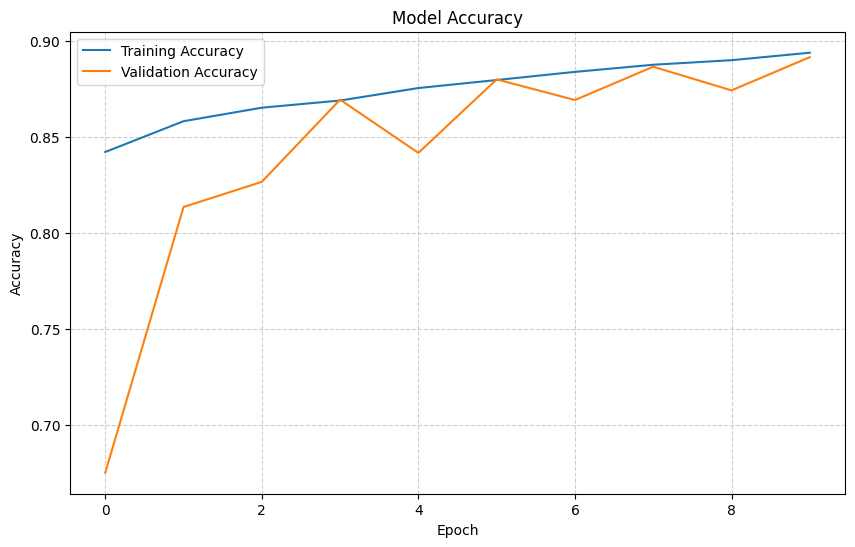 Model Accuracy
Training Accuracy
Validation Accuracy
0.90
0.85
0.80
0.75
0.70
Accuracy
0 2 4 6 8
Epoch